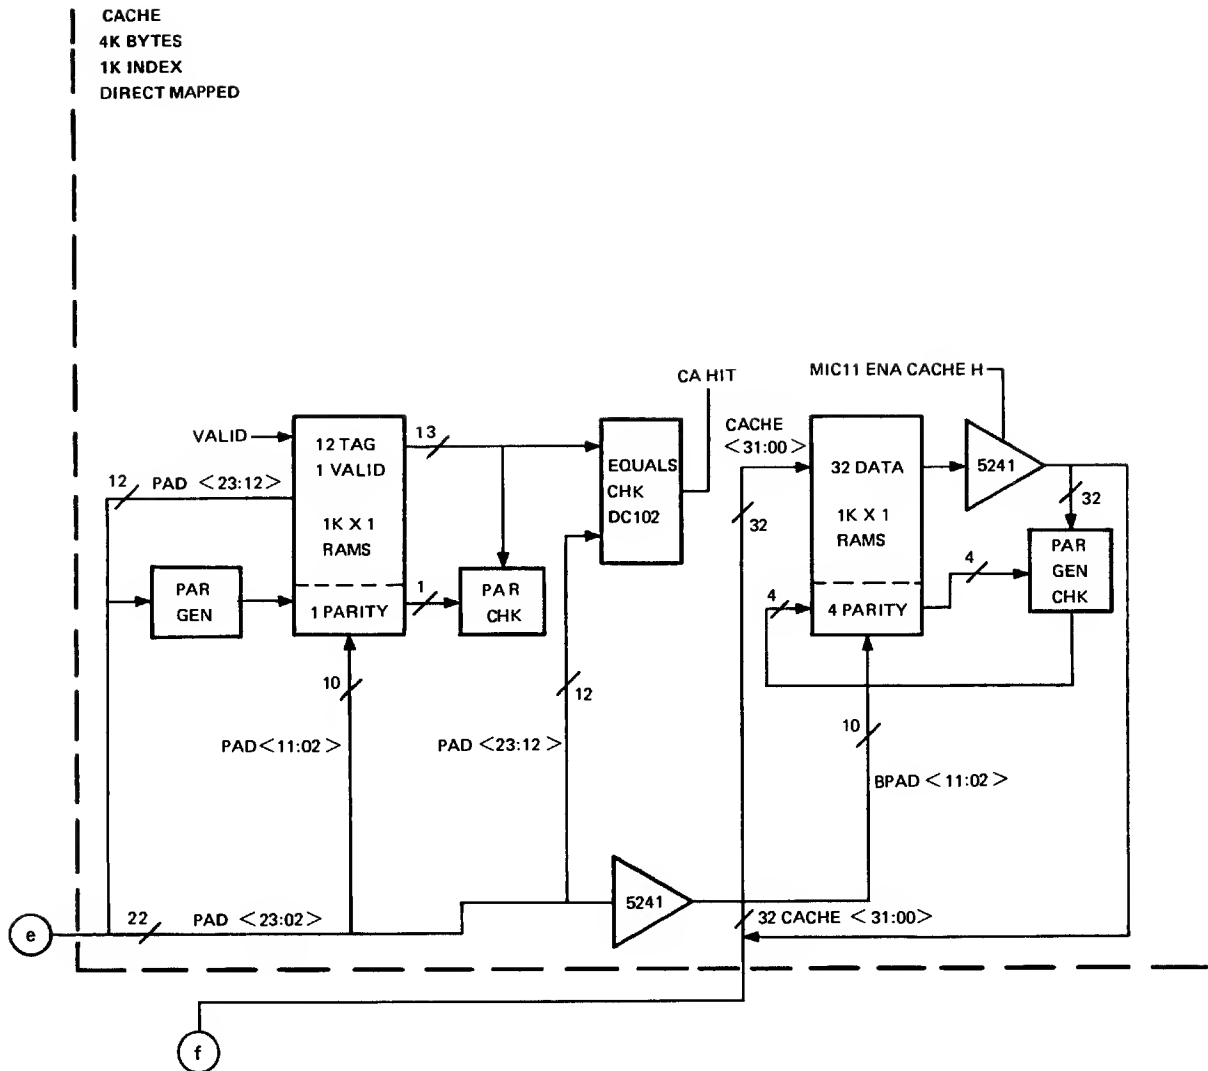 CACHE
4K BYTES
1K INDEX
DIRECT MAPPED
CA HIT
MIC11 ENA CACHE H
VALID
12 TAG
1 VALID
1K X 1
RAMS
1 PARITY
13
12
PAD <23:12>
PAR
GEN
1
PAR
CHK
EQUALS
CHK
DC102
CACHE
<31:00>
32
32 DATA
1K X 1
RAMS
4 PARITY
5241
32
4
PAR
GEN
CHK
4
10
PAD<11:02>
PAD <23:12>
12
10
BPAD <11:02>
5241
e
22
PAD <23:02>
32 CACHE <31:00>
f